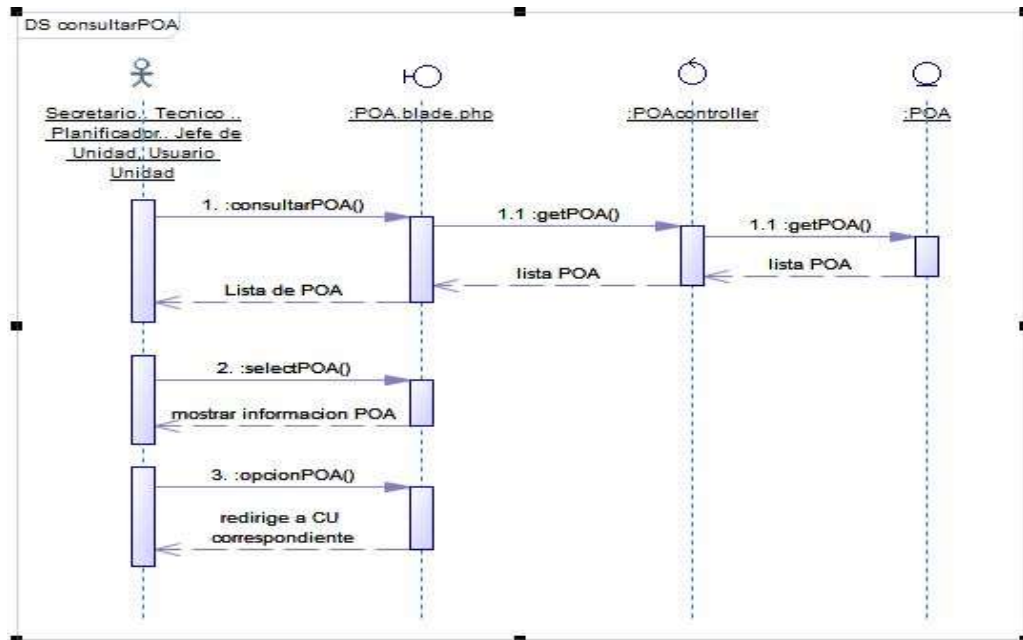 DS consultarPOA
Secretario.. Tecnico ..
Planificador.. Jefe de
Unidad, Usuario
Unidad
:POA.blade.php
:POAcontroller
:POA
1. :consultarPOA()
1.1 :getPOA()
1.1 :getPOA()
lista POA
lista POA
Lista de POA
2. :selectPOA()
mostrar informacion POA
3. :opcionPOA()
redirige a CU
correspondiente